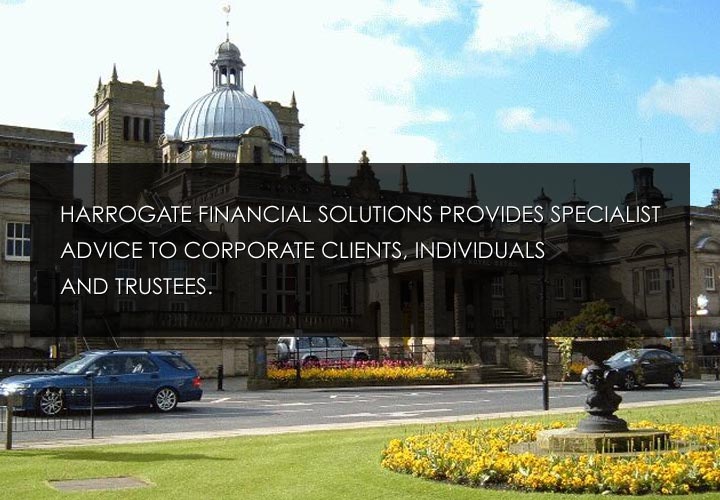 HARROGATE FINANCIAL SOLUTIONS PROVIDES SPECIALIST
ADVICE TO CORPORATE CLIENTS, INDIVIDUALS
AND TRUSTEES.